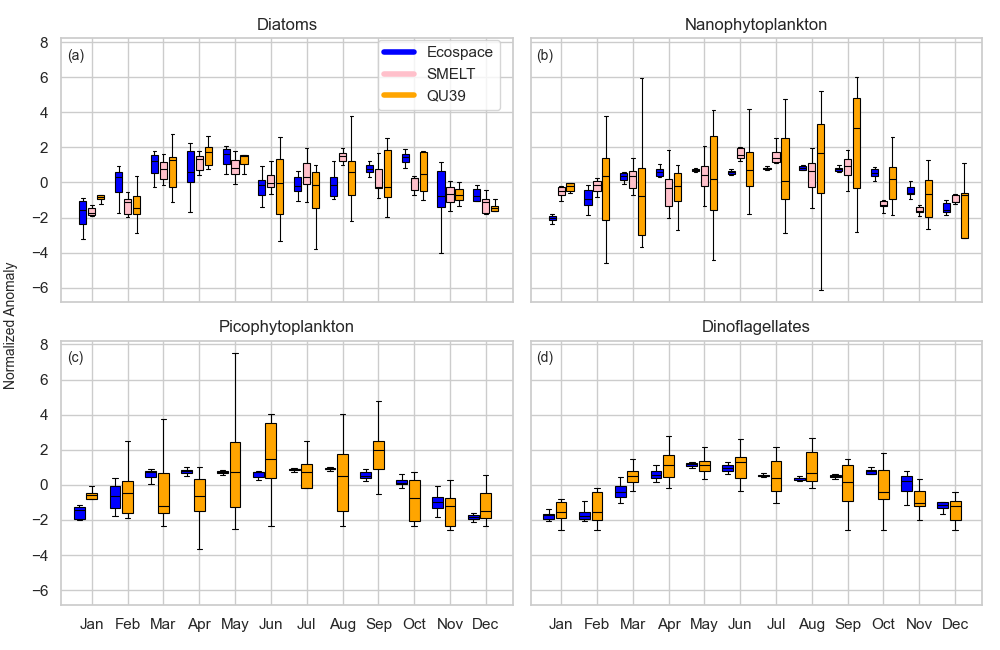 Diatoms
Nanophytoplankton
(a)
Ecospace
SMELT
QU39
(b)
8
6
4
2
0
−2
−4
−6
Normalized Anomaly
Picophytoplankton
Dinoflagellates
(c)
(d)
8
6
4
2
0
−2
−4
−6
Jan Feb Mar Apr May Jun Jul Aug Sep Oct Nov Dec
Jan Feb Mar Apr May Jun Jul Aug Sep Oct Nov Dec